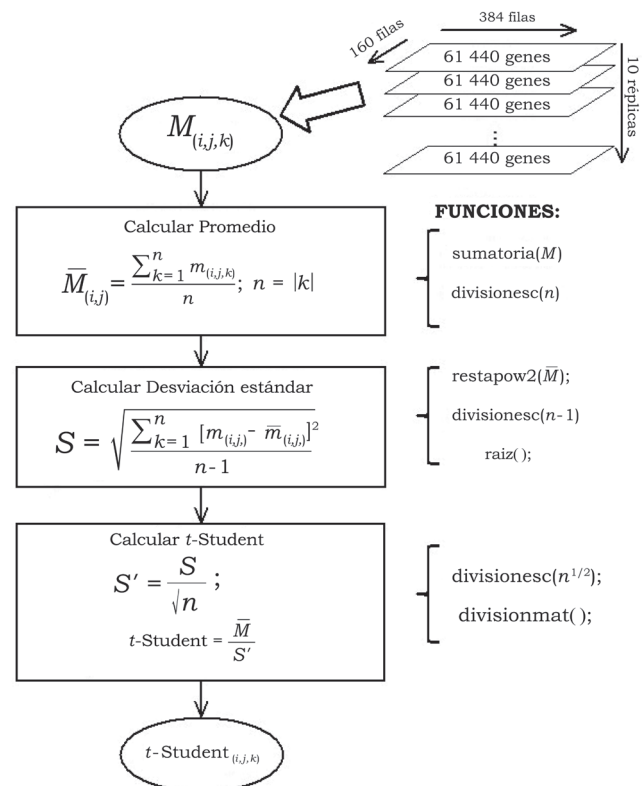 384 filas
160 filas
61 440 genes
61 440 genes
61 440 genes
⋮
61 440 genes
10 réplicas
M(i,j,k)
FUNCIONES:
Calcular Promedio
M̅(i,j) = ∑ⁿk=1 m(i,j,k) / n; n = |k|
sumatoria(M)
divisionesc(n)
Calcular Desviación estándar
S = √(∑ⁿk=1 [m(i,j,) - m̅(i,j,)]² / n-1)
restapow2(M̅);
divisionesc(n-1)
raiz( );
Calcular t-Student
S′ = S / √n ;
t-Student = M̅ / S′
divisionesc(n^1/2);
divisionmat( );
t-Student (i,j,k)